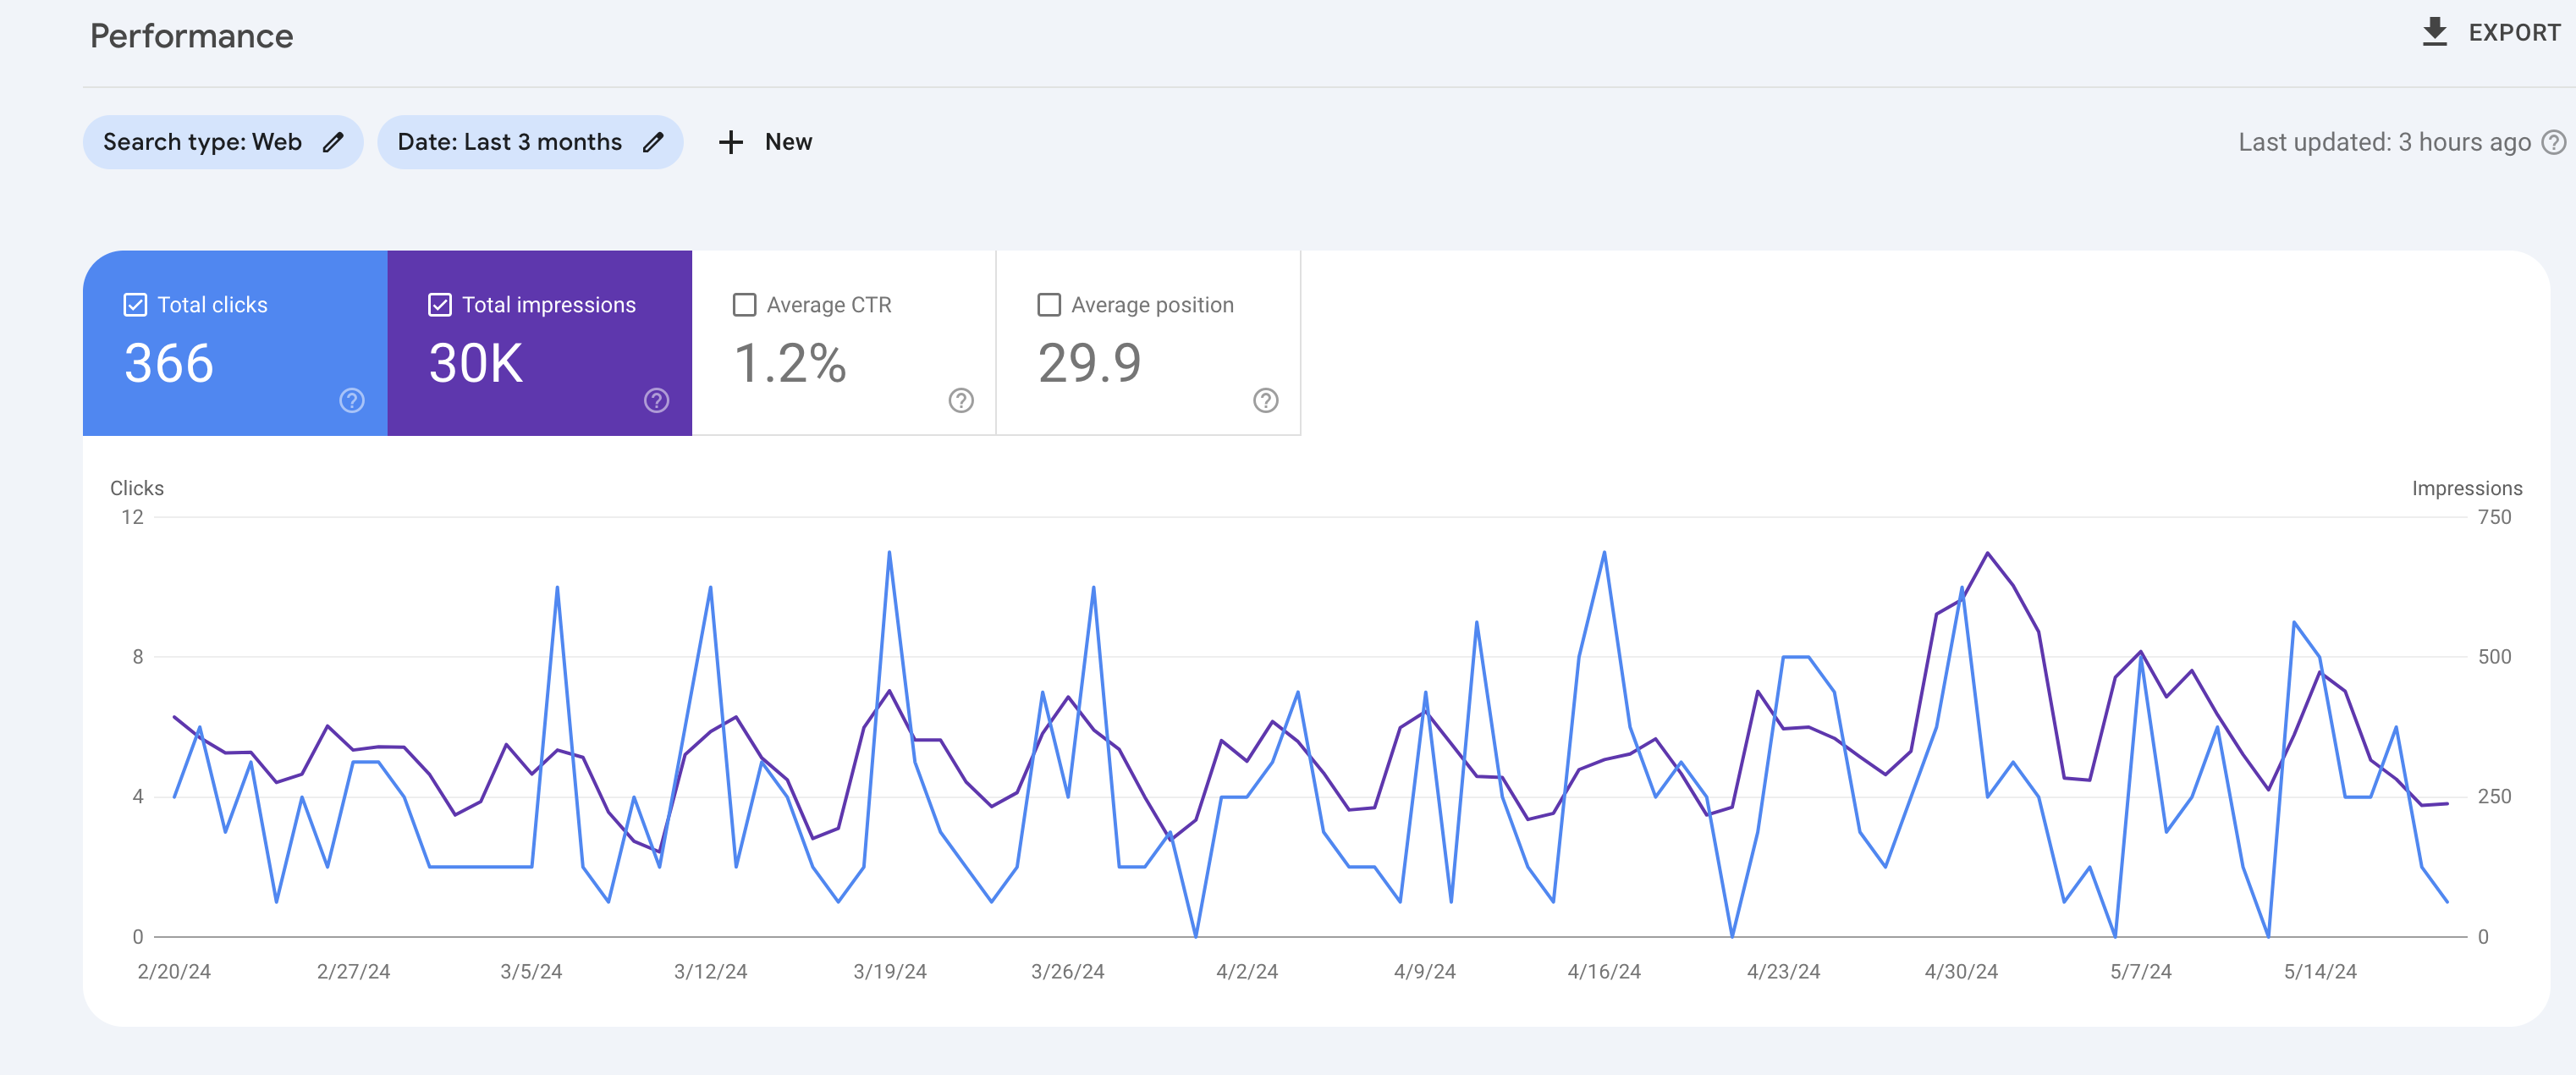 Performance
EXPORT
Search type: Web
Date: Last 3 months
New
Last updated: 3 hours ago
Total clicks
366
Total impressions
30K
Average CTR
1.2%
Average position
29.9
Clicks
Impressions
12
750
8
500
4
250
0
0
2/20/24 2/27/24 3/5/24 3/12/24 3/19/24 3/26/24 4/2/24 4/9/24 4/16/24 4/23/24 4/30/24 5/7/24 5/14/24